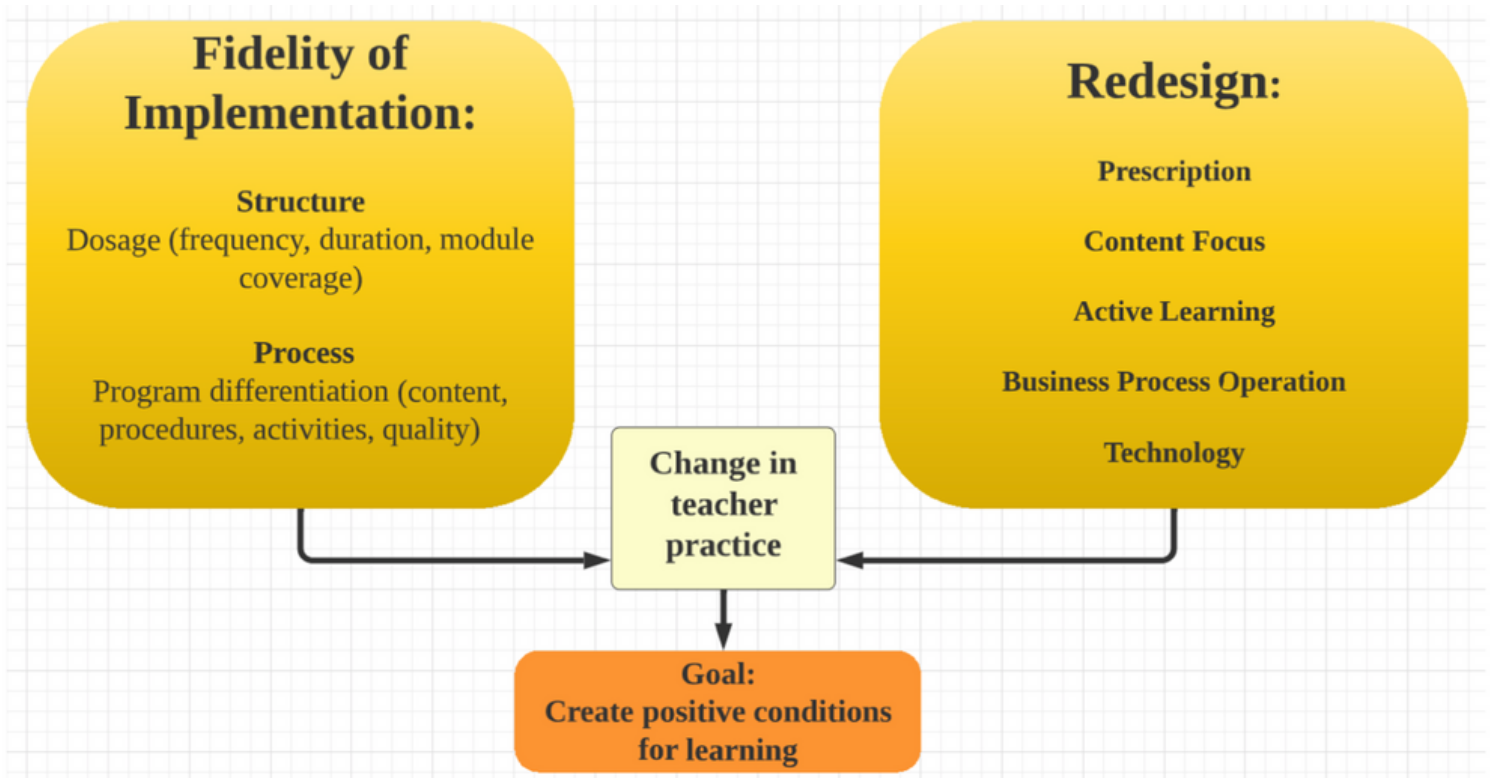 Fidelity of
Implementation:
Structure
Dosage (frequency, duration, module
coverage)
Process
Program differentiation (content,
procedures, activities, quality)
Redesign:
Prescription
Content Focus
Active Learning
Business Process Operation
Technology
Change in
teacher
practice
Goal:
Create positive conditions
for learning